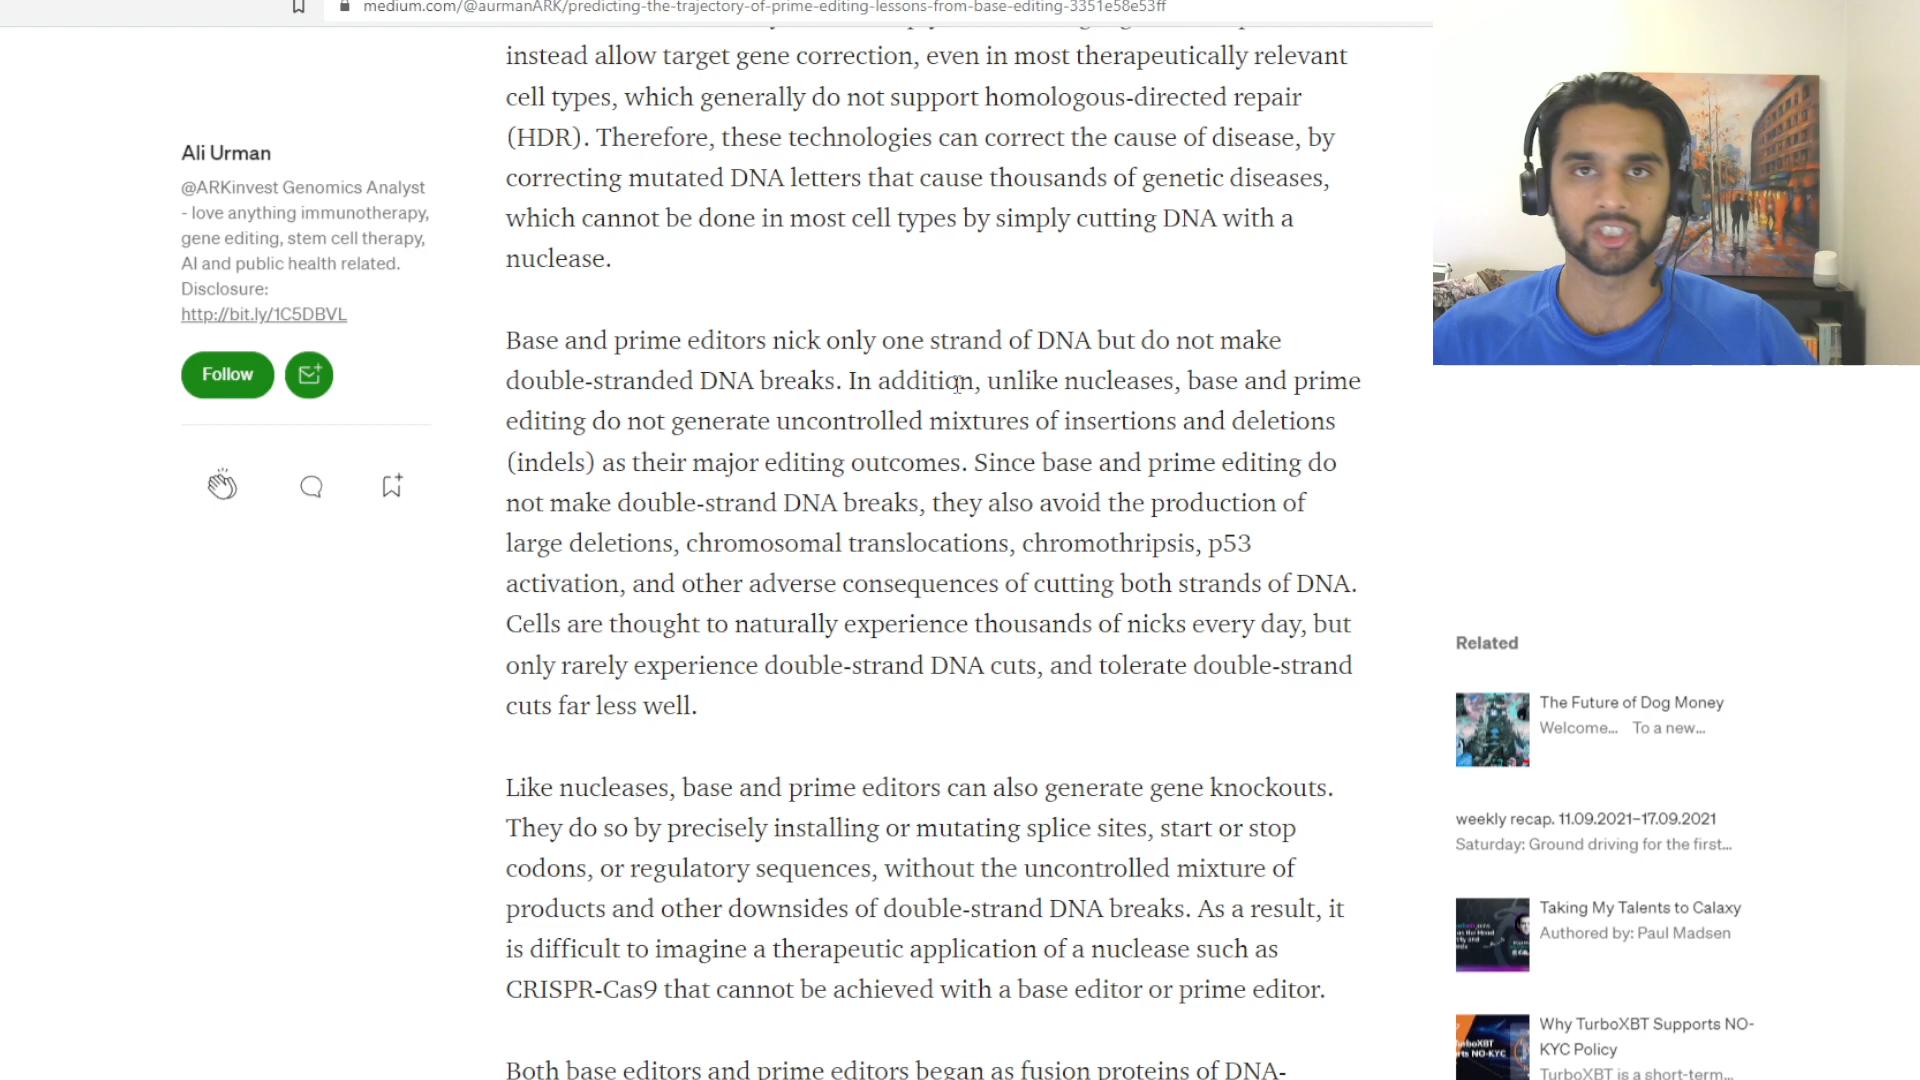 medium.com/@aurmanARK/predicting-the-trajectory-of-prime-editing-lessons-from-base-editing-3351e58e53ff
instead allow target gene correction, even in most therapeutically relevant
cell types, which generally do not support homologous-directed repair
(HDR). Therefore, these technologies can correct the cause of disease, by
correcting mutated DNA letters that cause thousands of genetic diseases,
which cannot be done in most cell types by simply cutting DNA with a
nuclease.
Ali Urman
@ARKinvest Genomics Analyst
- love anything immunotherapy,
gene editing, stem cell therapy,
AI and public health related.
Disclosure:
http://bit.ly/1C5DBVL
Follow
Base and prime editors nick only one strand of DNA but do not make
double-stranded DNA breaks. In addition, unlike nucleases, base and prime
editing do not generate uncontrolled mixtures of insertions and deletions
(indels) as their major editing outcomes. Since base and prime editing do
not make double-strand DNA breaks, they also avoid the production of
large deletions, chromosomal translocations, chromothripsis, p53
activation, and other adverse consequences of cutting both strands of DNA.
Cells are thought to naturally experience thousands of nicks every day, but
only rarely experience double-strand DNA cuts, and tolerate double-strand
cuts far less well.
Like nucleases, base and prime editors can also generate gene knockouts.
They do so by precisely installing or mutating splice sites, start or stop
codons, or regulatory sequences, without the uncontrolled mixture of
products and other downsides of double-strand DNA breaks. As a result, it
is difficult to imagine a therapeutic application of a nuclease such as
CRISPR-Cas9 that cannot be achieved with a base editor or prime editor.
Both base editors and prime editors began as fusion proteins of DNA-
Related
The Future of Dog Money
Welcome... To a new...
weekly recap. 11.09.2021–17.09.2021
Saturday: Ground driving for the first...
Taking My Talents to Calaxy
Authored by: Paul Madsen
Why TurboXBT Supports NO-
KYC Policy
TurboXBT is a short-term...